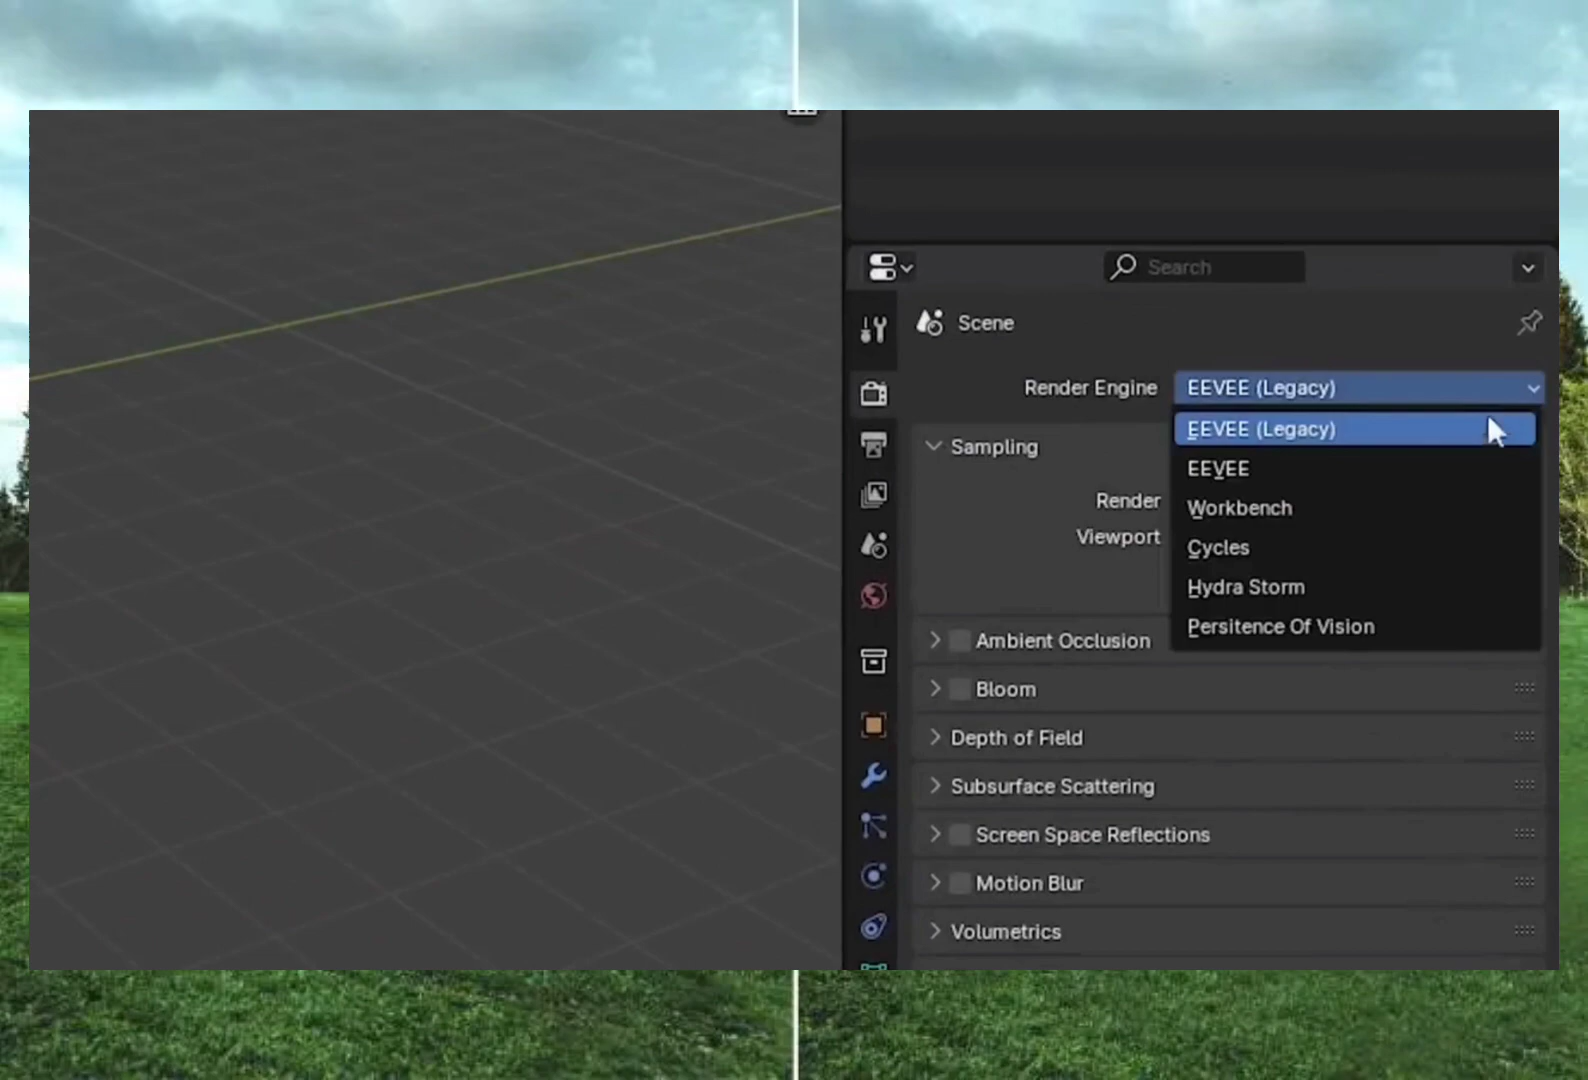 Search
Scene
Render Engine
EEVEE (Legacy)
EEVEE (Legacy)
EEVEE
Workbench
Cycles
Hydra Storm
Persitence Of Vision
Sampling
Render
Viewport
Ambient Occlusion
Bloom
Depth of Field
Subsurface Scattering
Screen Space Reflections
Motion Blur
Volumetrics